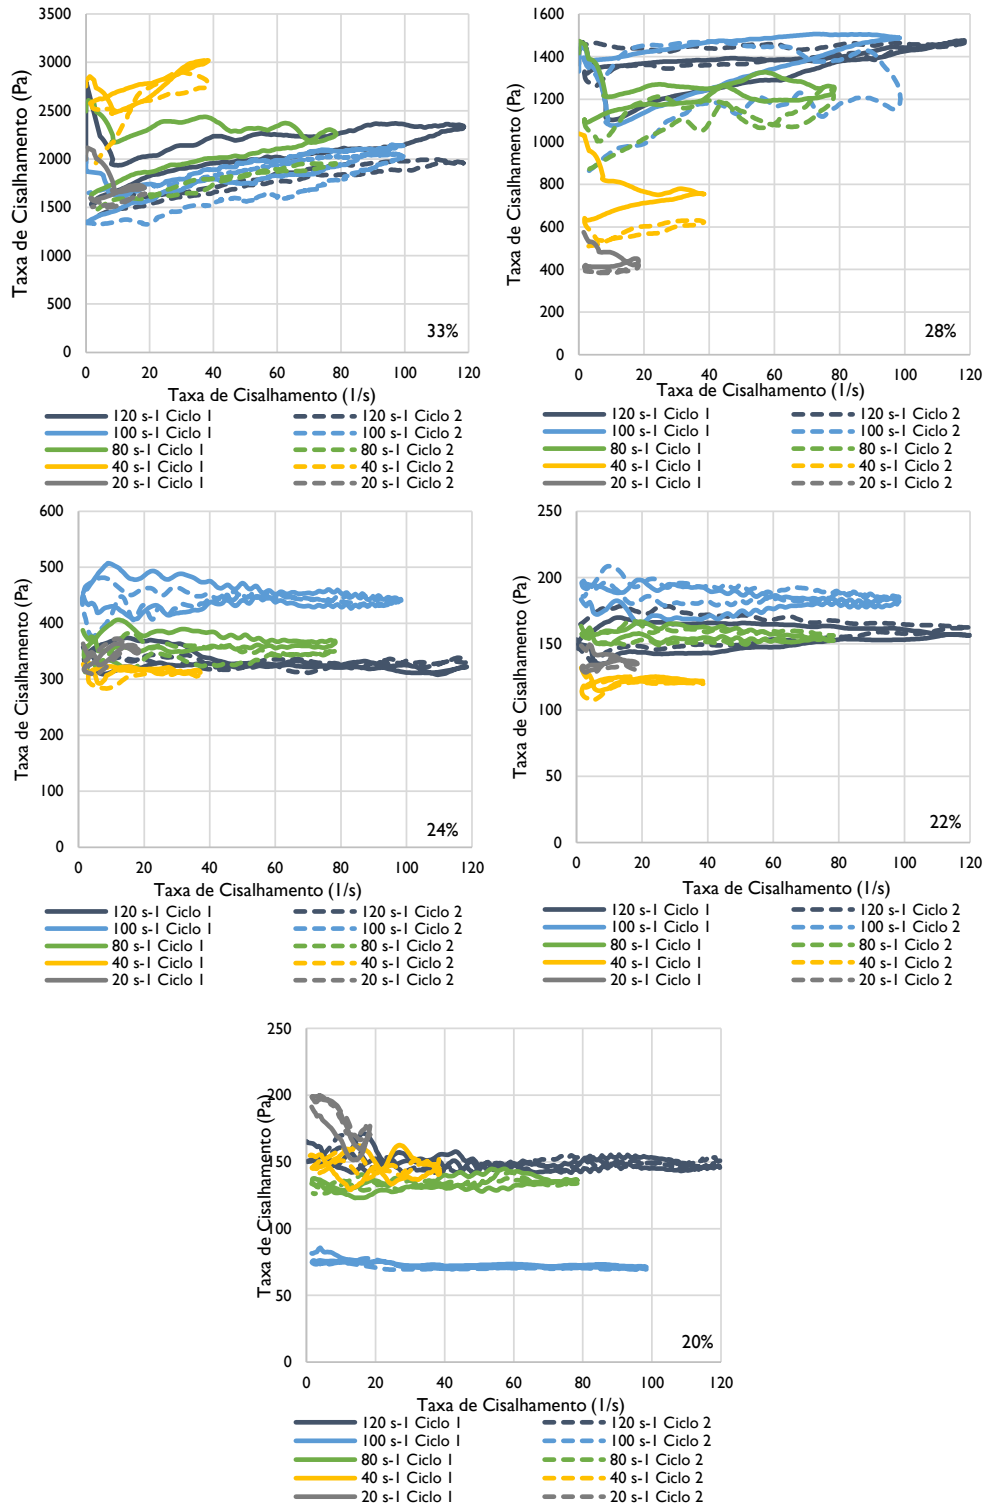 Taxa de Cisalhamento (Pa)
3500
3000
2500
2000
1500
1000
500
0
33%
0 20 40 60 80 100 120
Taxa de Cisalhamento (1/s)
120 s-1 Ciclo 1 120 s-1 Ciclo 2
100 s-1 Ciclo 1 100 s-1 Ciclo 2
80 s-1 Ciclo 1 80 s-1 Ciclo 2
40 s-1 Ciclo 1 40 s-1 Ciclo 2
20 s-1 Ciclo 1 20 s-1 Ciclo 2
Taxa de Cisalhamento (Pa)
1600
1400
1200
1000
800
600
400
200
0
28%
0 20 40 60 80 100 120
Taxa de Cisalhamento (1/s)
120 s-1 Ciclo 1 120 s-1 Ciclo 2
100 s-1 Ciclo 1 100 s-1 Ciclo 2
80 s-1 Ciclo 1 80 s-1 Ciclo 2
40 s-1 Ciclo 1 40 s-1 Ciclo 2
20 s-1 Ciclo 1 20 s-1 Ciclo 2
Taxa de Cisalhamento (Pa)
600
500
400
300
200
100
0
24%
0 20 40 60 80 100 120
Taxa de Cisalhamento (1/s)
120 s-1 Ciclo 1 120 s-1 Ciclo 2
100 s-1 Ciclo 1 100 s-1 Ciclo 2
80 s-1 Ciclo 1 80 s-1 Ciclo 2
40 s-1 Ciclo 1 40 s-1 Ciclo 2
20 s-1 Ciclo 1 20 s-1 Ciclo 2
Taxa de Cisalhamento (Pa)
250
200
150
100
50
0
22%
0 20 40 60 80 100 120
Taxa de Cisalhamento (1/s)
120 s-1 Ciclo 1 120 s-1 Ciclo 2
100 s-1 Ciclo 1 100 s-1 Ciclo 2
80 s-1 Ciclo 1 80 s-1 Ciclo 2
40 s-1 Ciclo 1 40 s-1 Ciclo 2
20 s-1 Ciclo 1 20 s-1 Ciclo 2
Taxa de Cisalhamento (Pa)
250
200
150
100
50
0
20%
0 20 40 60 80 100 120
Taxa de Cisalhamento (1/s)
120 s-1 Ciclo 1 120 s-1 Ciclo 2
100 s-1 Ciclo 1 100 s-1 Ciclo 2
80 s-1 Ciclo 1 80 s-1 Ciclo 2
40 s-1 Ciclo 1 40 s-1 Ciclo 2
20 s-1 Ciclo 1 20 s-1 Ciclo 2